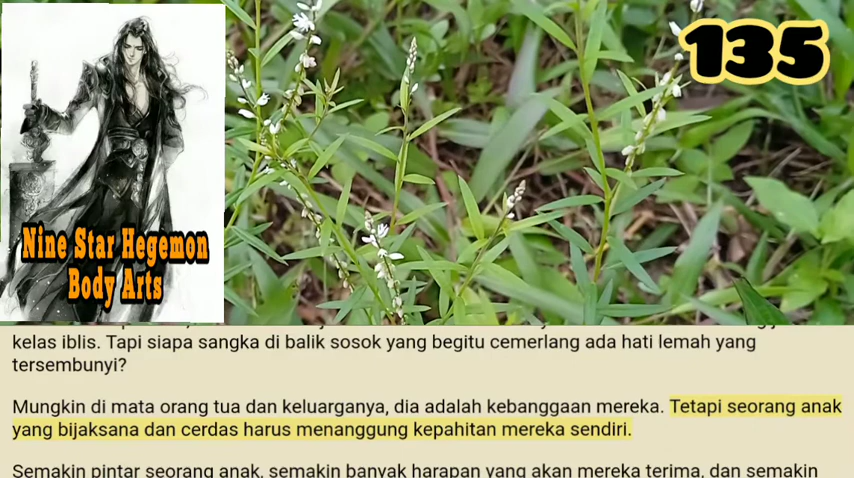 135
Nine Star Hegemon
Body Arts
kelas iblis. Tapi siapa sangka di balik sosok yang begitu cemerlang ada hati lemah yang
tersembunyi?
Mungkin di mata orang tua dan keluarganya, dia adalah kebanggaan mereka. Tetapi seorang anak
yang bijaksana dan cerdas harus menanggung kepahitan mereka sendiri.
Semakin pintar seorang anak, semakin banyak harapan yang akan mereka terima, dan semakin